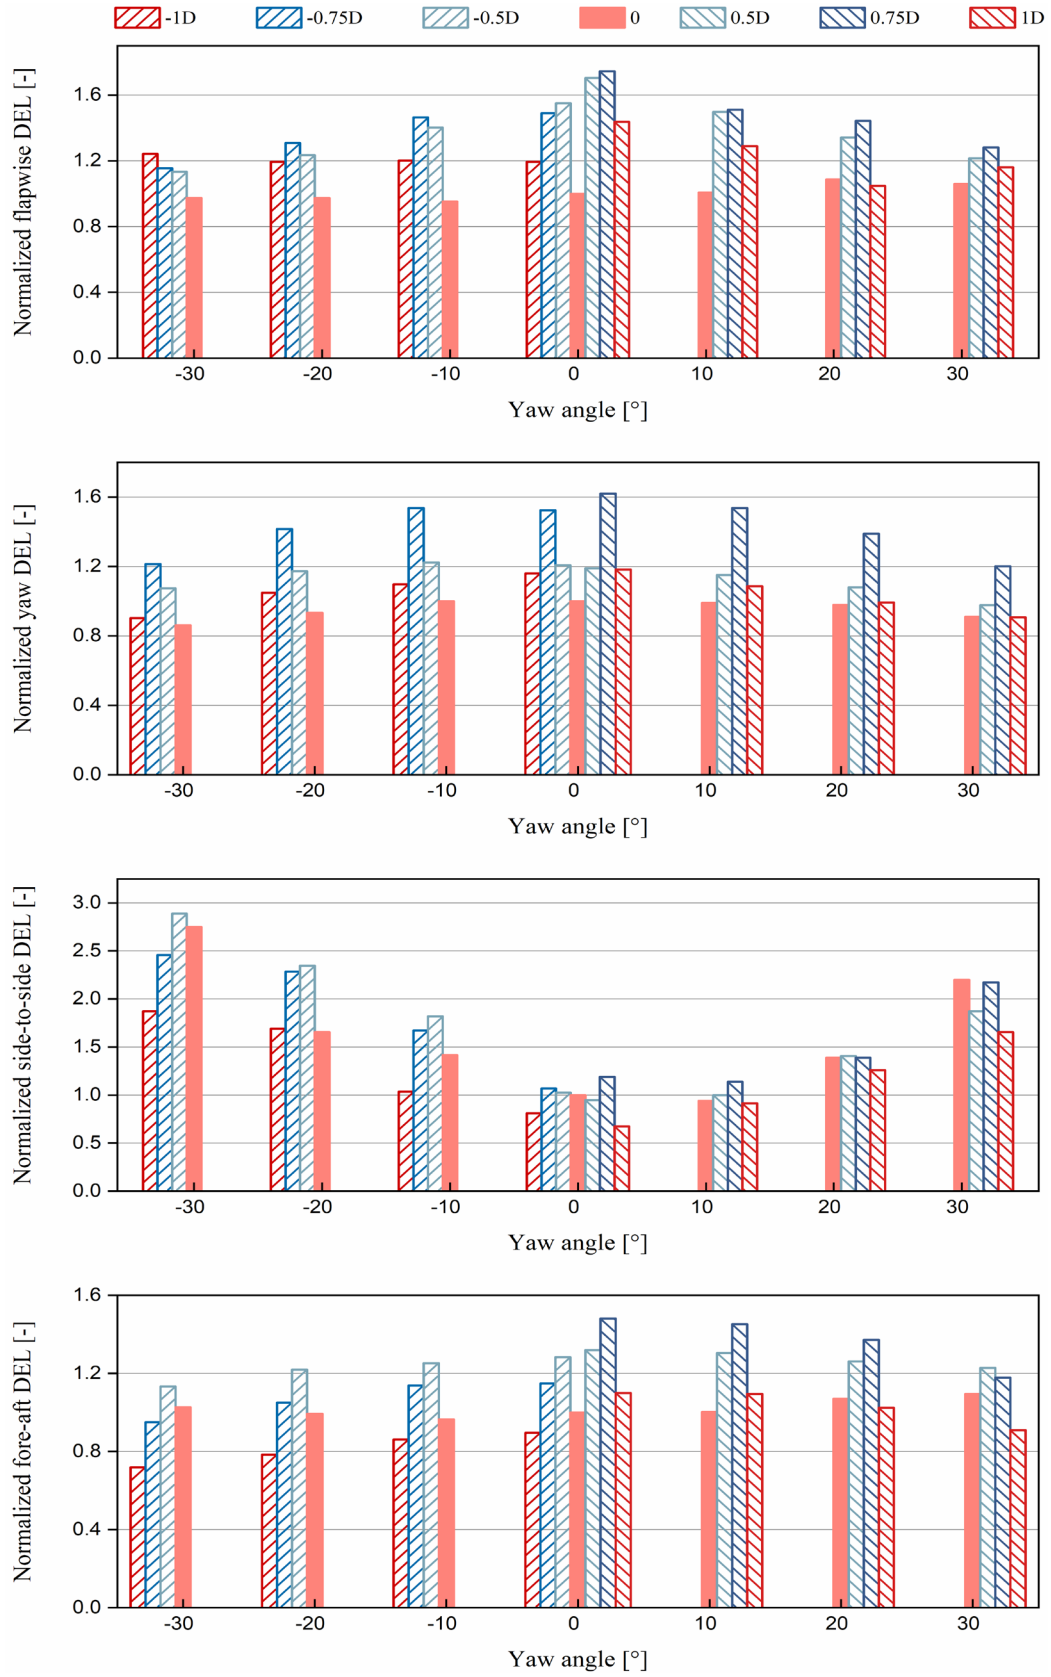 -1D -0.75D -0.5D 0 0.5D 0.75D 1D
Normalized flapwise DEL [-]
1.6
1.2
0.8
0.4
0.0
-30 -20 -10 0 10 20 30
Yaw angle [°]
Normalized yaw DEL [-]
1.6
1.2
0.8
0.4
0.0
-30 -20 -10 0 10 20 30
Yaw angle [°]
Normalized side-to-side DEL [-]
3.0
2.5
2.0
1.5
1.0
0.5
0.0
-30 -20 -10 0 10 20 30
Yaw angle [°]
Normalized fore-aft DEL [-]
1.6
1.2
0.8
0.4
0.0
-30 -20 -10 0 10 20 30
Yaw angle [°]